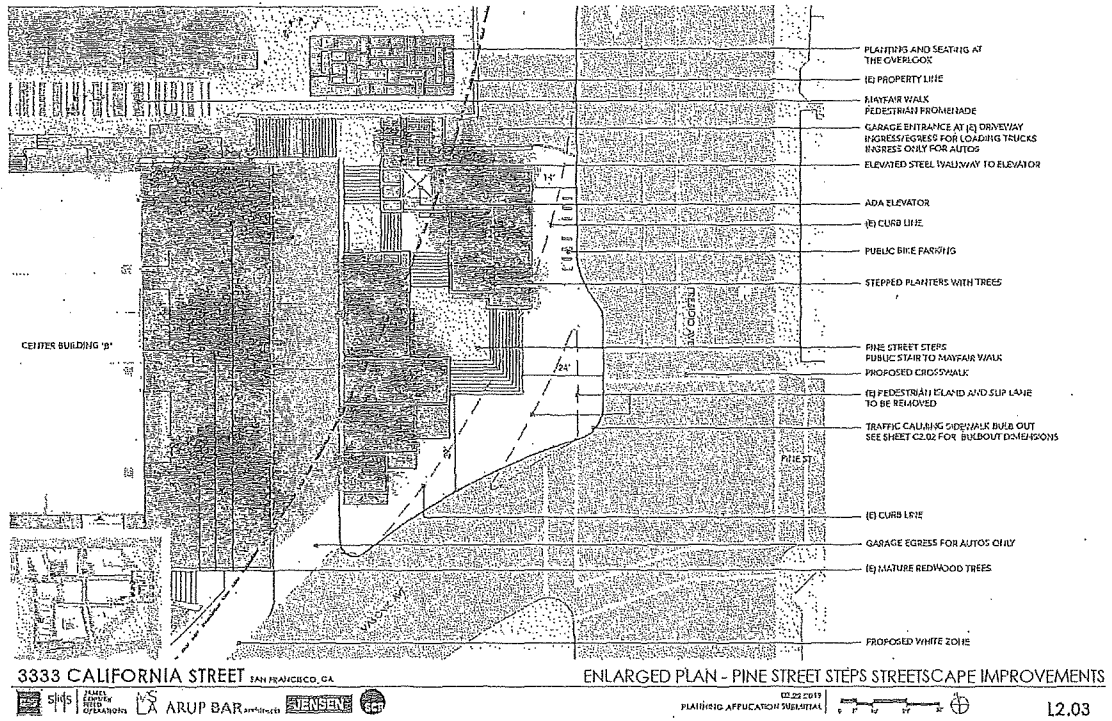 PLANTING AND SEATING AT
THE OVERLOOK
(E) PROPERTY LINE
MAYFAIR WALK
PEDESTRIAN PROMENADE
GARAGE ENTRANCE AT (E) DRIVEWAY
INGRESS/EGRESS FOR LOADING TRUCKS
INGRESS ONLY FOR AUTOS
ELEVATED STEEL WALKWAY TO ELEVATOR
ADA ELEVATOR
(E) CURB LINE
PUBLIC BIKE PARKING
STEPPED PLANTERS WITH TREES
CENTER BUILDING 'B'
PINE STREET STEPS
PUBLIC STAIR TO MAYFAIR WALK
24'
PROPOSED CROSSWALK
(E) PEDESTRIAN ISLAND AND SLIP LANE
TO BE REMOVED
TRAFFIC CALMING SIDEWALK BULB OUT
SEE SHEET C2.02 FOR BULBOUT DIMENSIONS
PINE ST
(E) CURB LINE
GARAGE EGRESS FOR AUTOS ONLY
(E) MATURE REDWOOD TREES
PROPOSED WHITE ZONE
3333 CALIFORNIA STREET SAN FRANCISCO, CA
ENLARGED PLAN - PINE STREET STEPS STREETSCAPE IMPROVEMENTS
JAMES CORNER FIELD OPERATIONS
ARUP BAR architects JENSEN
PLANNING APPLICATION SUBMITTAL
L2.03